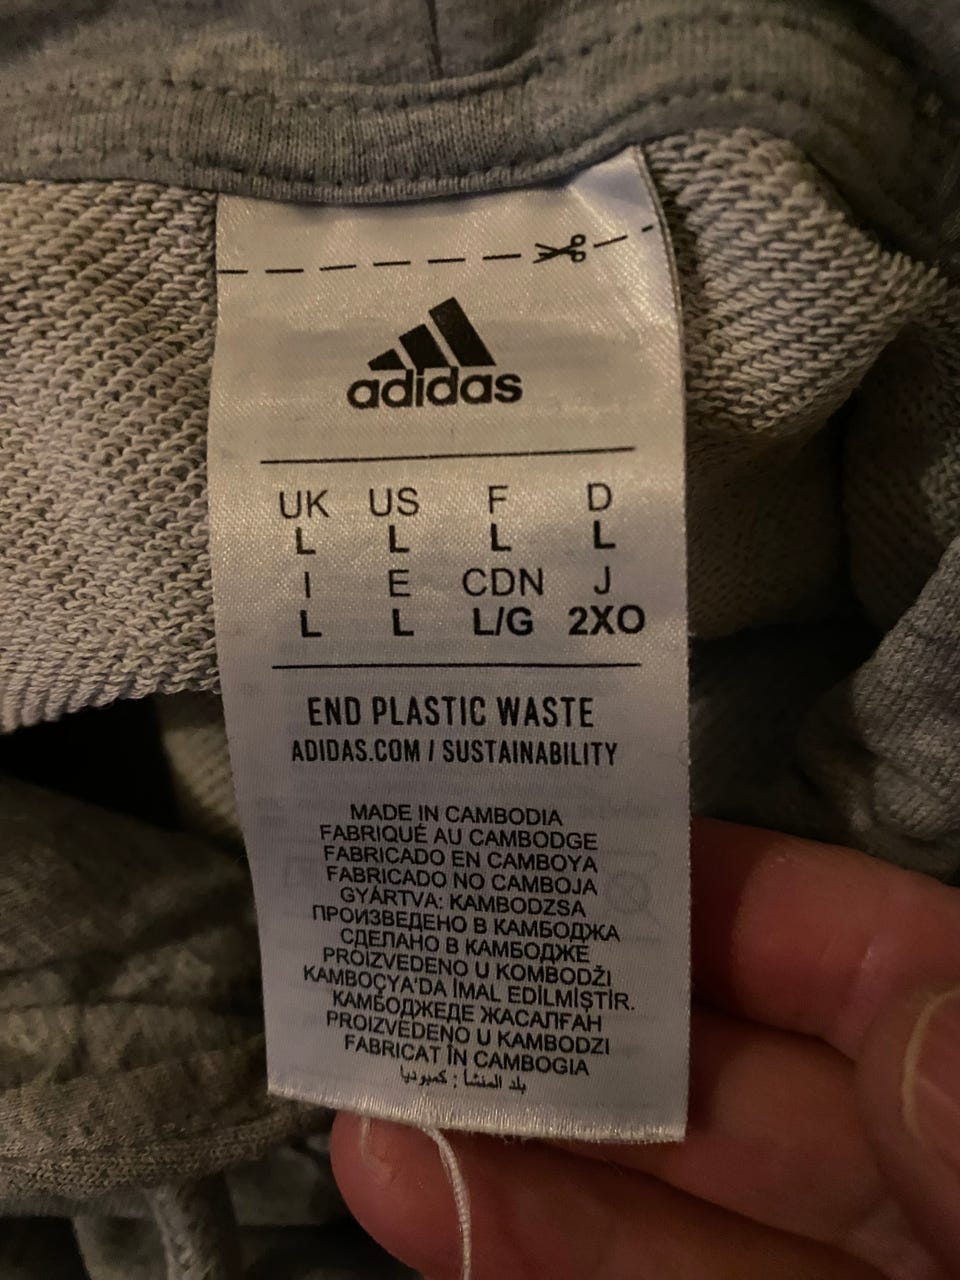 adidas
UK US F D
L L L L
I E CDN J
L L L/G 2XO
END PLASTIC WASTE
ADIDAS.COM / SUSTAINABILITY
MADE IN CAMBODIA
FABRIQUÉ AU CAMBODGE
FABRICADO EN CAMBOYA
FABRICADO NO CAMBOJA
GYÁRTVA: KAMBODZSA
ПРОИЗВЕДЕНО В КАМБОДЖА
СДЕЛАНО В КАМБОДЖЕ
PROIZVEDENO U KOMBODŽI
KAMBOÇYA'DA İMAL EDİLMİŞTİR.
КАМБОДЖЕДЕ ЖАСАЛҒАН
PROIZVEDENO U KAMBODZI
FABRICAT ÎN CAMBOGIA
بلد المنشأ : كمبوديا